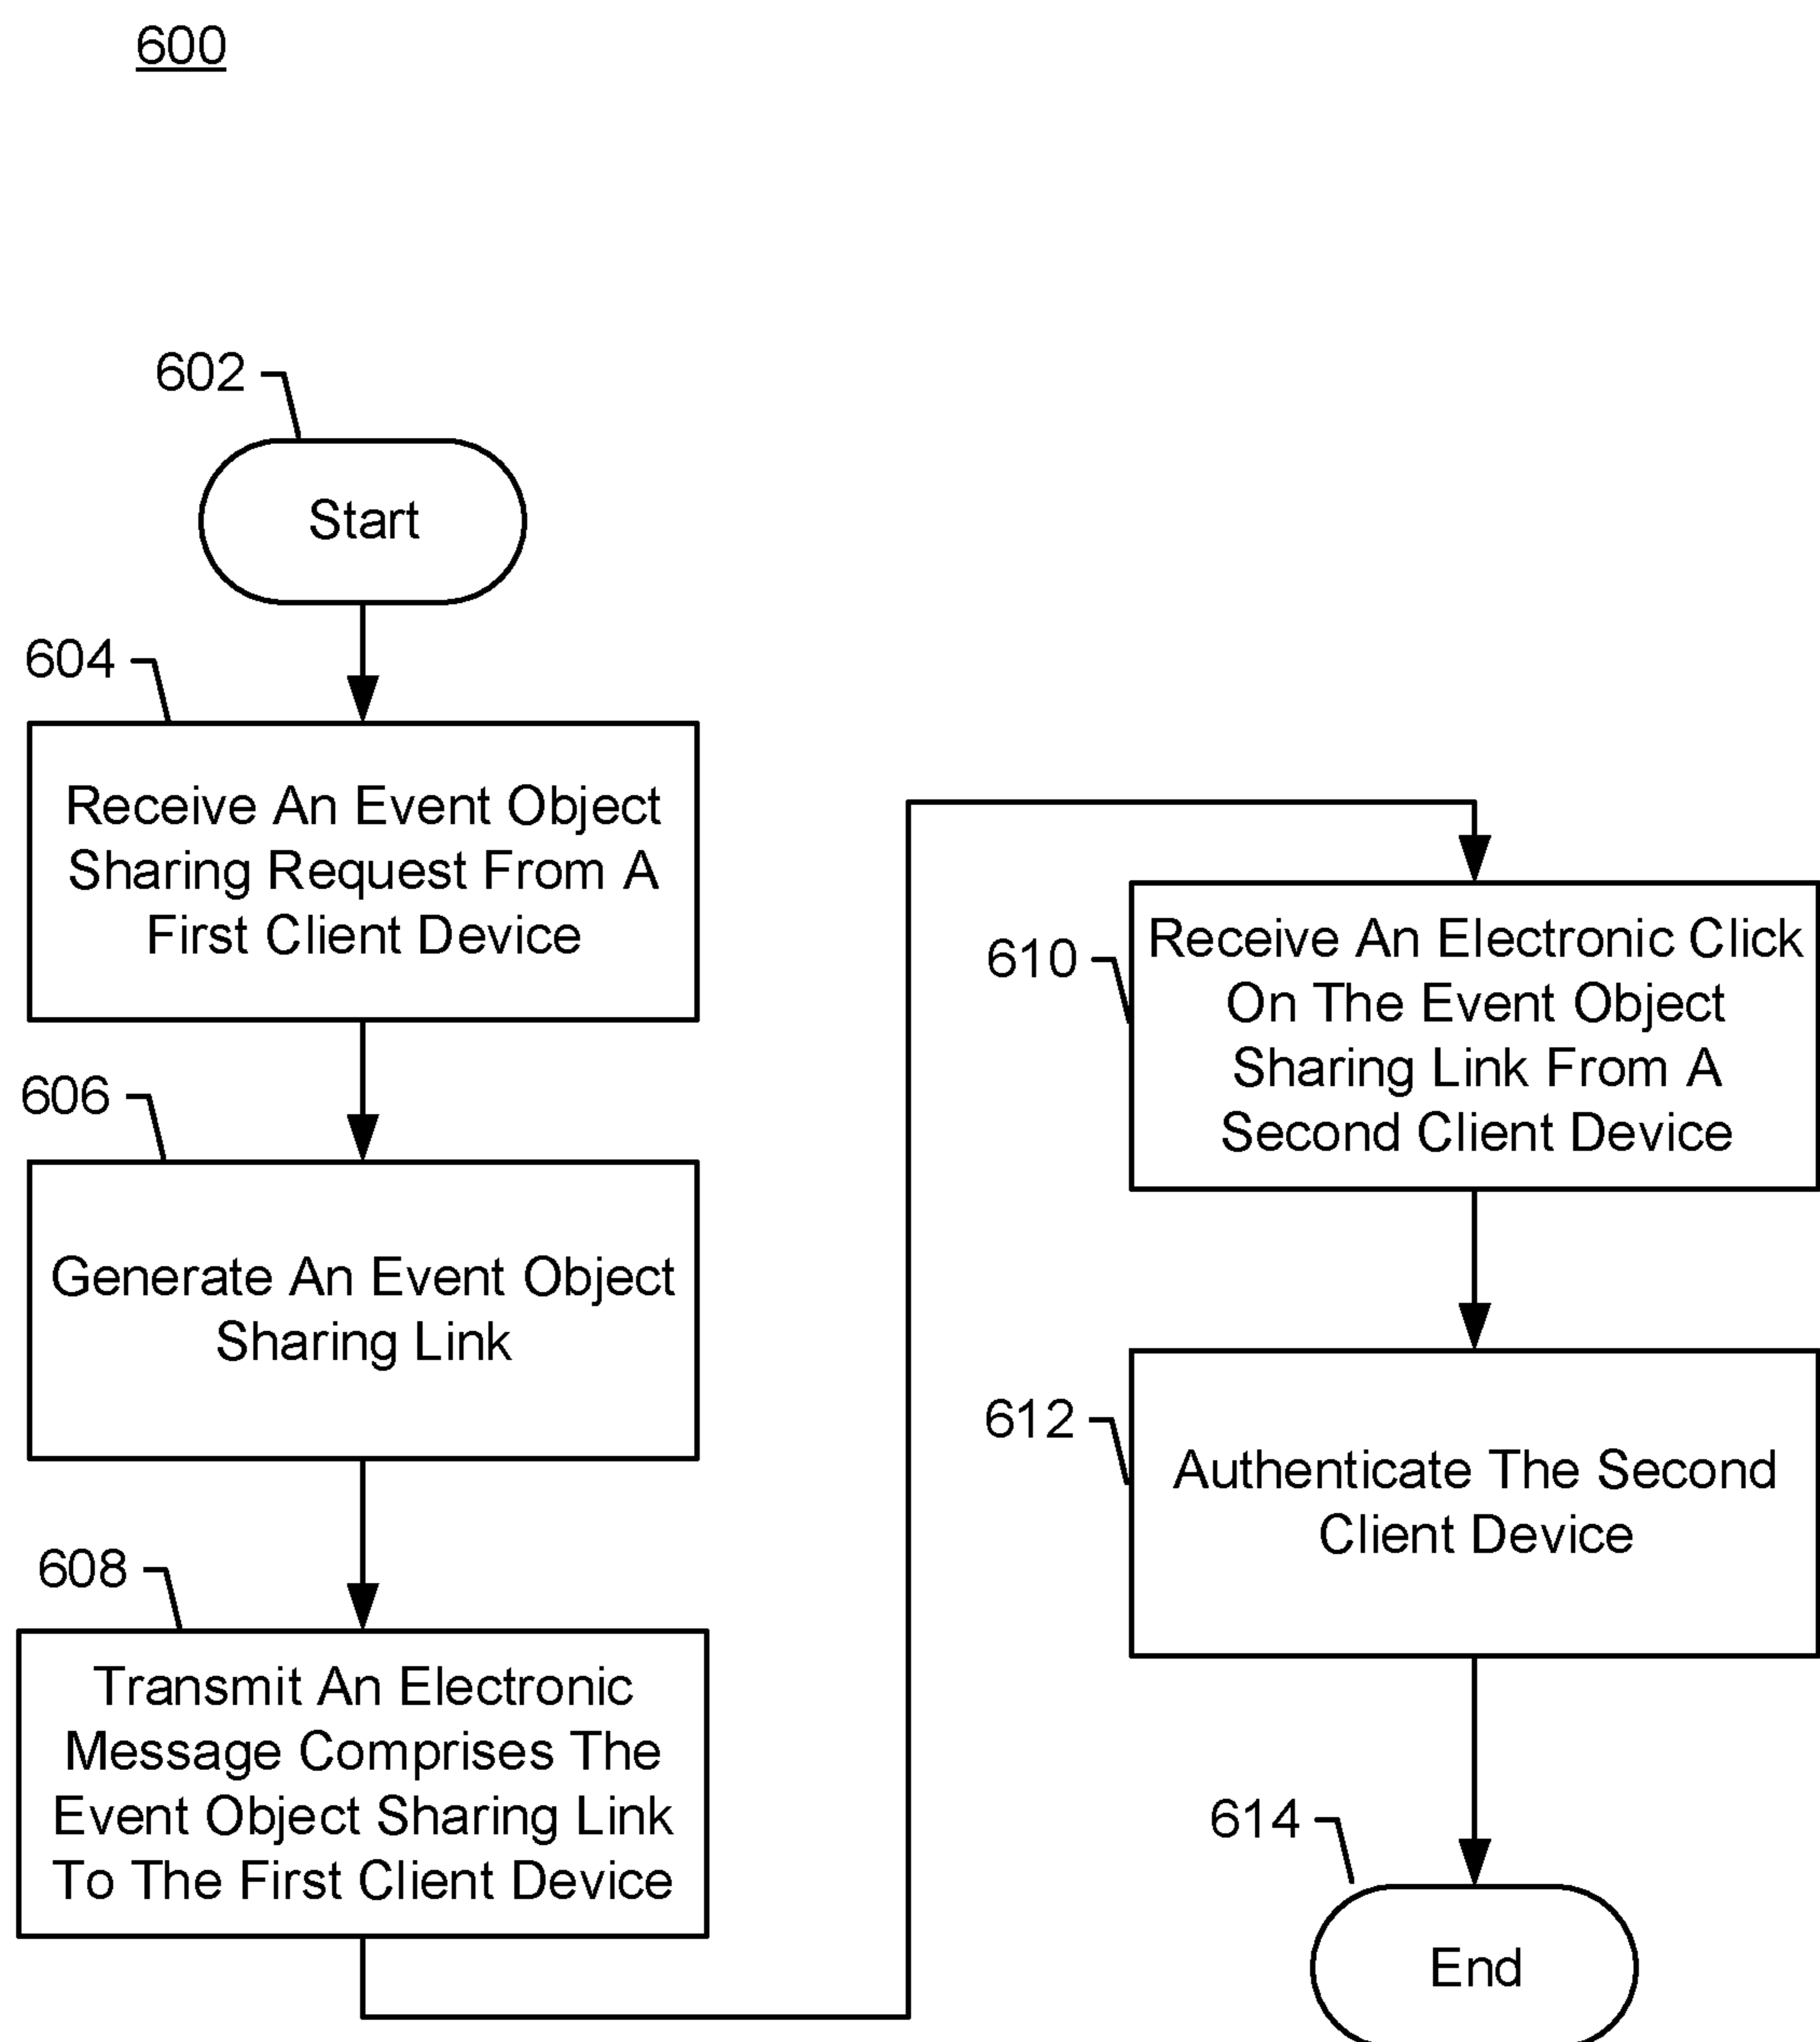 600
602
Start
604
Receive An Event Object
Sharing Request From A
First Client Device
606
Generate An Event Object
Sharing Link
608
Transmit An Electronic
Message Comprises The
Event Object Sharing Link
To The First Client Device
610
Receive An Electronic Click
On The Event Object
Sharing Link From A
Second Client Device
612
Authenticate The Second
Client Device
614
End